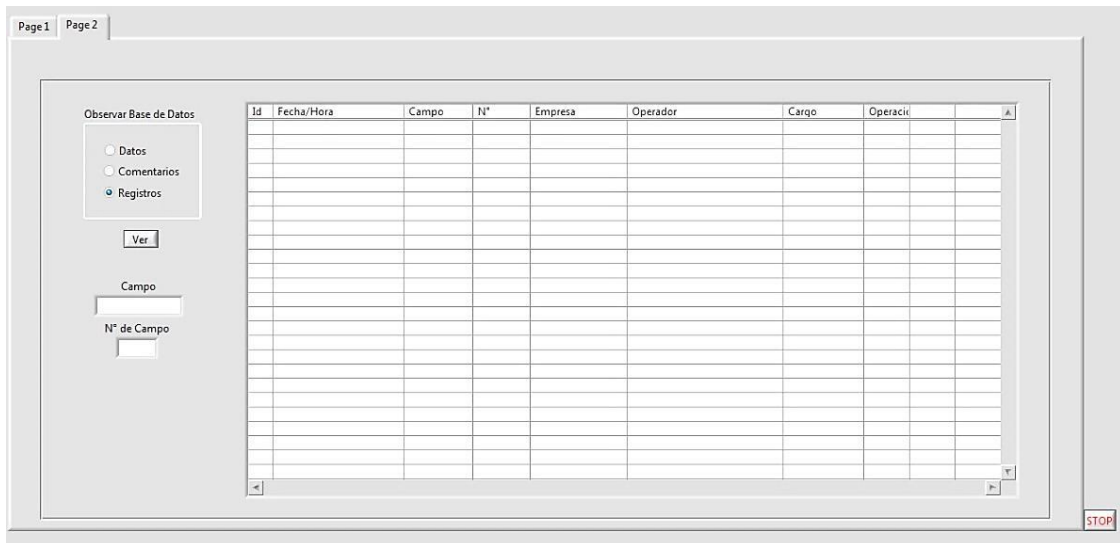 Page 1 Page 2
Observar Base de Datos
Datos
Comentarios
Registros
Ver
Campo
N° de Campo
Id Fecha/Hora Campo N° Empresa Operador Cargo Operació
STOP